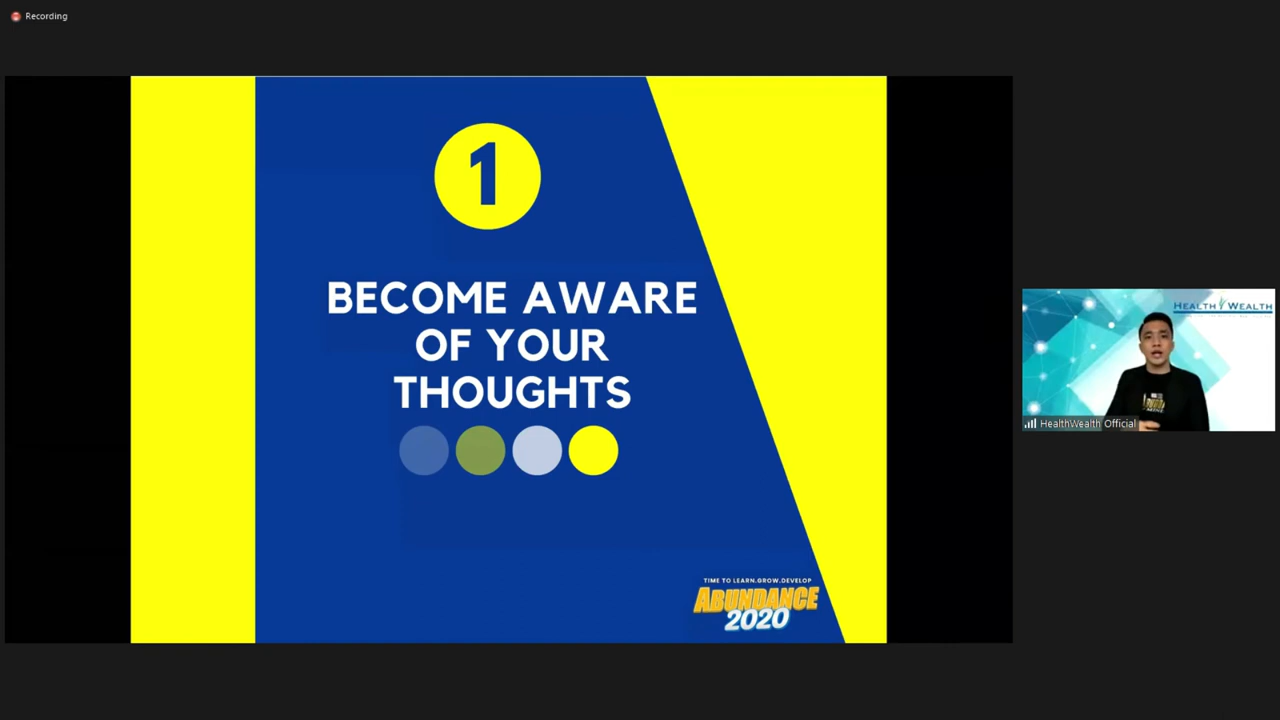 Recording
1
BECOME AWARE
OF YOUR
THOUGHTS
TIME TO LEARN.GROW.DEVELOP
ABUNDANCE
2020
HEALTH WEALTH
HealthWealth Official